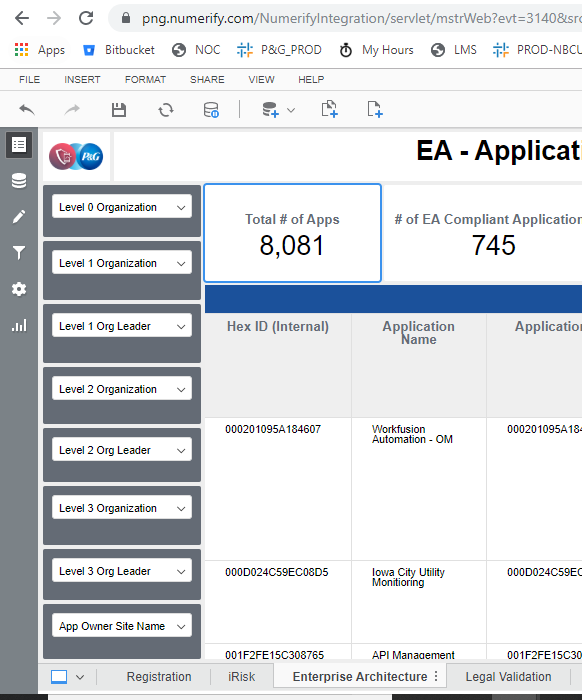 png.numerify.com/NumerifyIntegration/servlet/mstrWeb?evt=3140&src
Apps Bitbucket NOC P&G_PROD My Hours LMS PROD-NBCU
FILE INSERT FORMAT SHARE VIEW HELP
P&G
EA - Applicati
Level 0 Organization
Level 1 Organization
Level 1 Org Leader
Level 2 Organization
Level 2 Org Leader
Level 3 Organization
Level 3 Org Leader
App Owner Site Name
Total # of Apps
8,081
# of EA Compliant Application
745
Hex ID (Internal) Application Name Applicatio
000201095A184607 Workfusion Automation - OM 000201095A184
000D024C59EC08D5 Iowa City Utility Monitoring 000D024C59EC
001F2FE15C308765 API Management 001F2FE15C30
Registration iRisk Enterprise Architecture Legal Validation